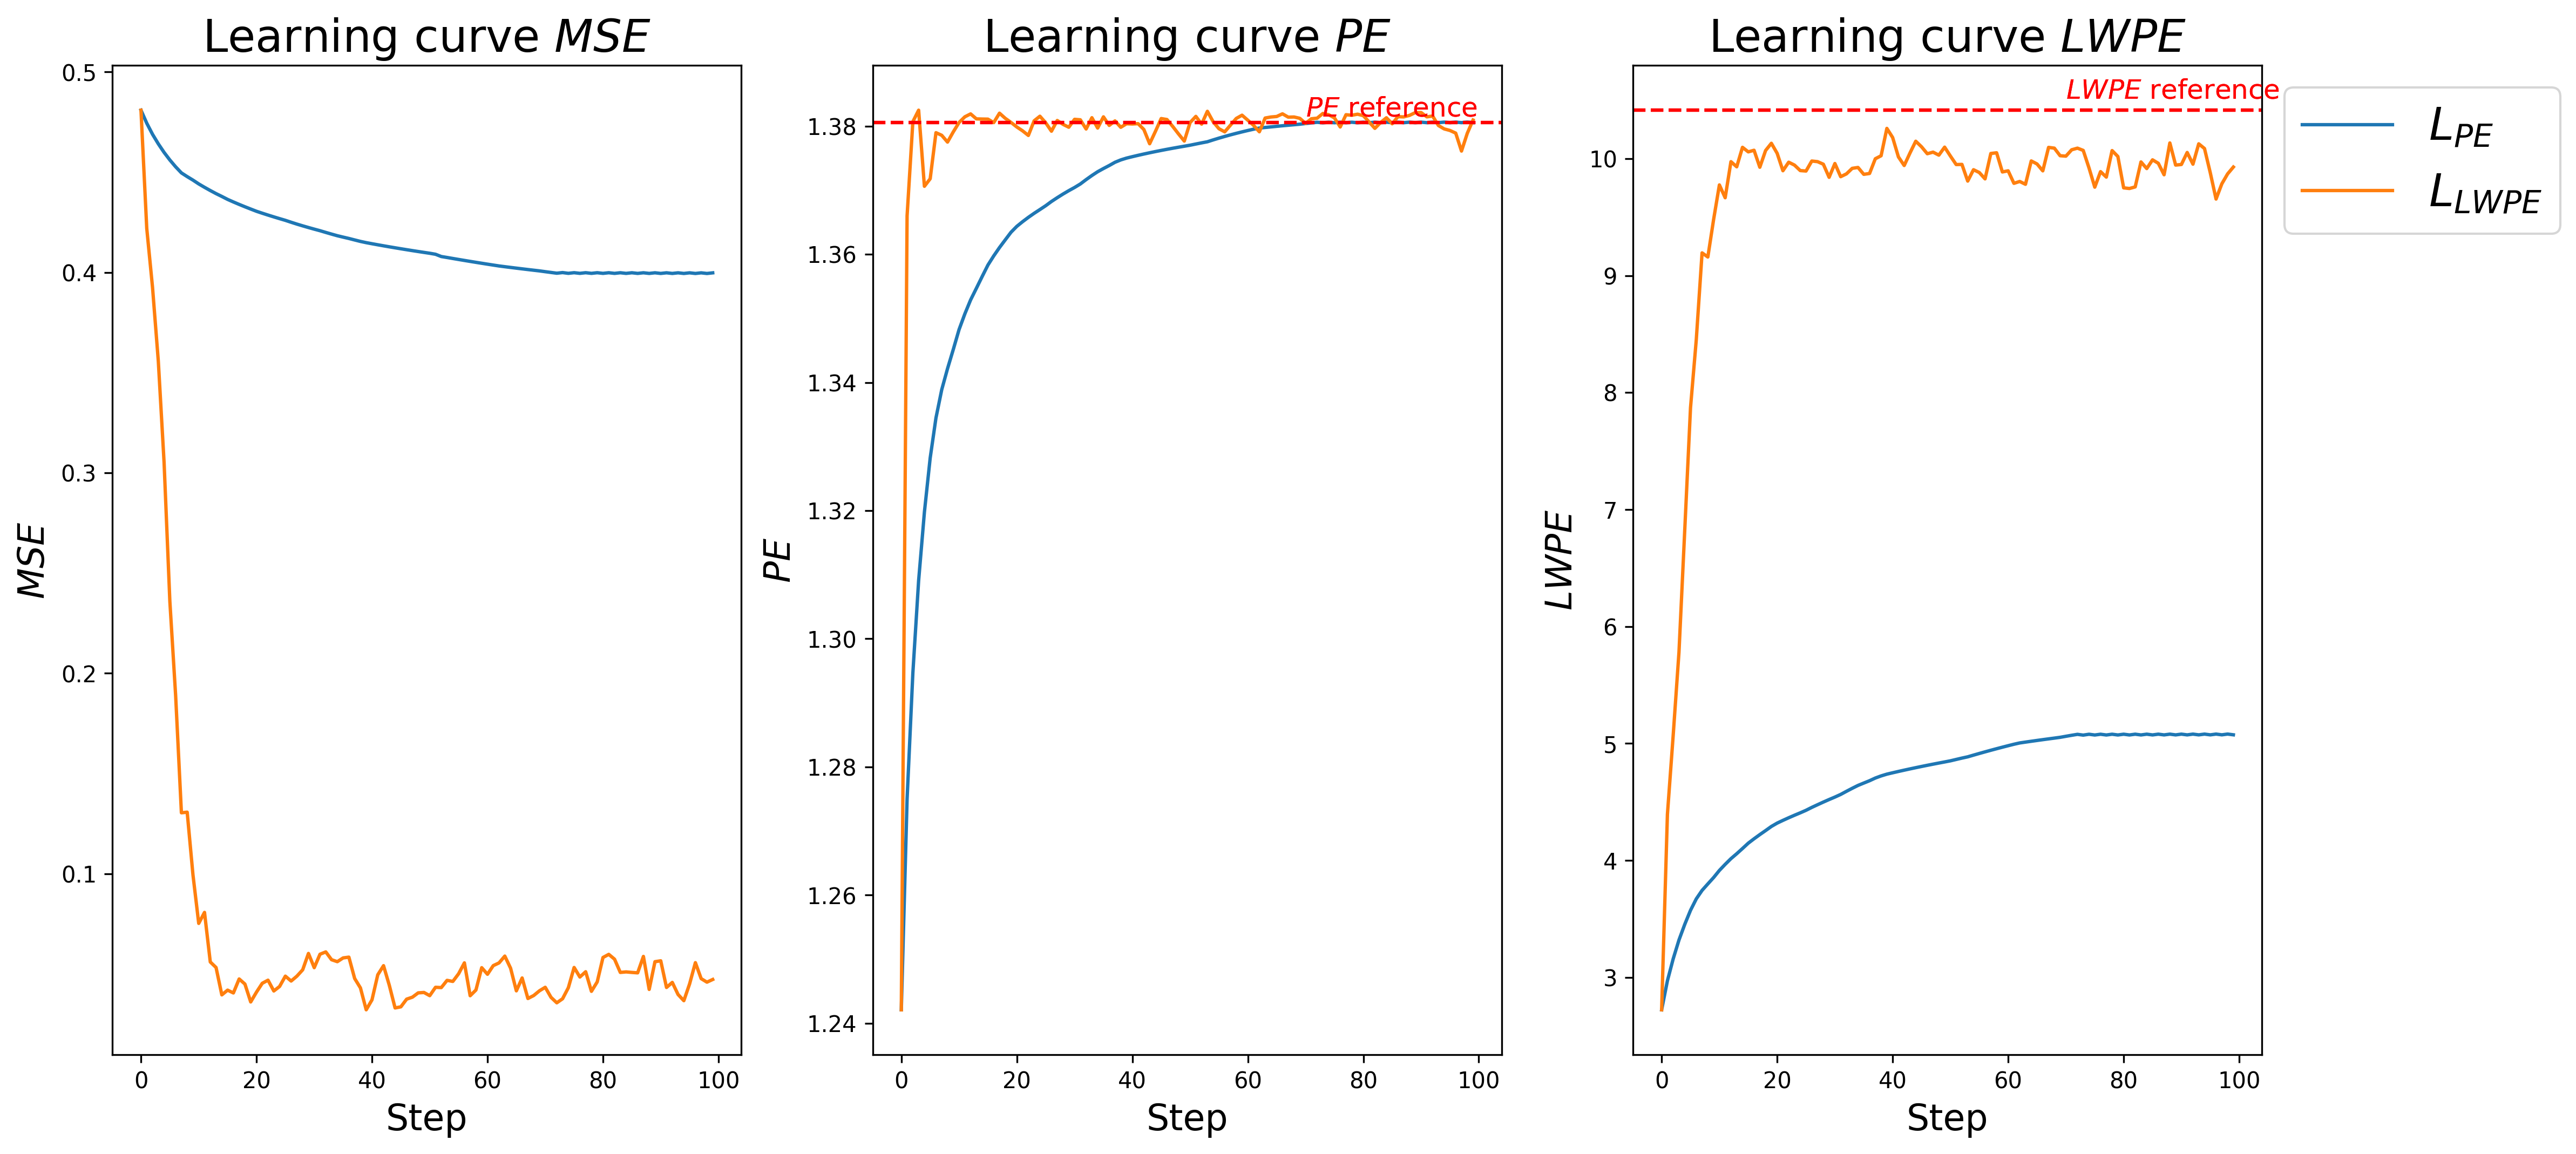 Learning curve MSE
0.5
0.4
0.3
0.2
0.1
MSE
0 20 40 60 80 100
Step
Learning curve PE
PE reference
1.38
1.36
1.34
1.32
1.30
1.28
1.26
1.24
PE
0 20 40 60 80 100
Step
Learning curve LWPE
LWPE reference
10
9
8
7
6
5
4
3
LWPE
0 20 40 60 80 100
Step
L_PE
L_LWPE